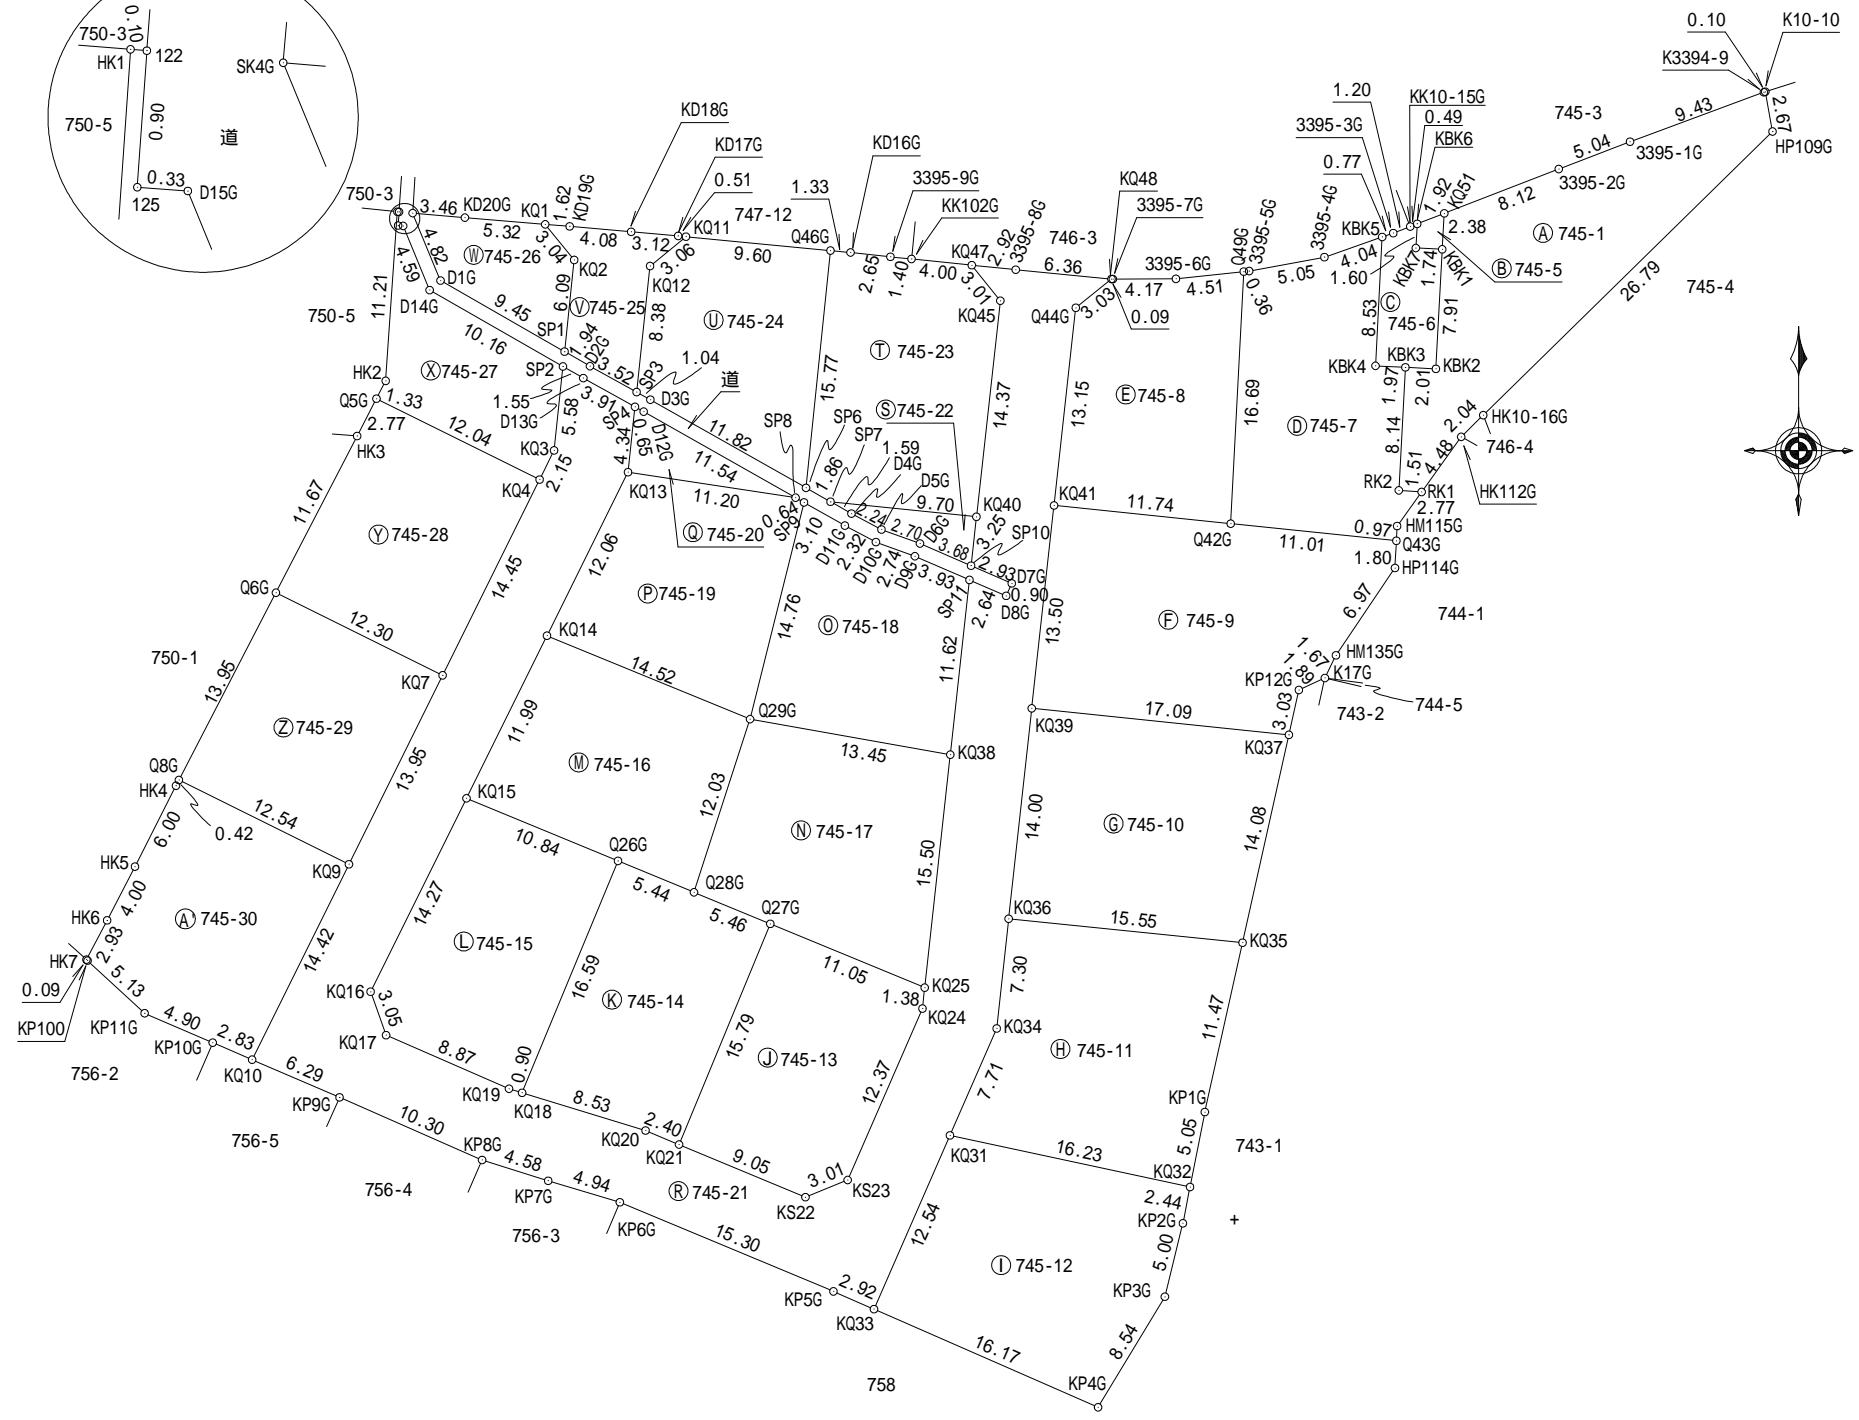 0.10
750-3
HK1
122
SK4G
750-5
0.90
道
0.33
125
D15G
0.10
K10-10
K3394-9
1.20
KK10-15G
745-3
9.43
2.67
3395-3G
0.49
5.04
HP109G
0.77
KBK6
3395-1G
KD18G
KD17G
0.51
KD16G
3395-9G
KK102G
KQ48
3395-7G
3395-2G
8.12
1.92
KQ51
2.38
Ⓐ 745-1
750-3
3.46
KD20G
5.32
KQ1
1.62
KD19G
4.08
3.12
KQ11
747-12
1.33
9.60
Q46G
2.65
1.40
4.00
KQ47
2.92
3395-8G
746-3
6.36
4.17
3395-6G
4.51
Q49G
3395-5G
0.36
5.05
3395-4G
4.04
KBK5
1.60
KBK7
1.74
KBK1
Ⓑ 745-5
26.79
745-4
4.82
4.59
Ⓦ 745-26
3.04
KQ2
3.06
KQ12
3.01
KQ45
3.03
0.09
Q44G
D1G
D14G
11.21
750-5
9.45
6.09
Ⓥ 745-25
8.38
Ⓤ 745-24
Ⓣ 745-23
8.53
Ⓒ
745-6
7.91
SP1
1.94
D2G
3.52
SP3
1.04
10.16
SP2
道
15.77
14.37
13.15
Ⓔ 745-8
16.69
KBK4
KBK3
KBK2
1.97
2.01
HK2
Q5G
1.33
Ⓧ 745-27
1.55
3.91
D13G
5.58
SP4
D3G
D12G
0.65
11.82
SP8
SP6
SP7
Ⓢ 745-22
Ⓓ 745-7
2.04
HK10-16G
746-4
2.77
HK3
12.04
KQ3
2.15
KQ4
4.34
11.54
1.86
1.59
D4G
D5G
8.14
1.51
4.48
KQ13
11.20
0.64
SP9
9.70
KQ40
RK2
RK1
HK112G
Ⓠ 745-20
3.10
D11G
2.24
2.70
D6G
3.68
3.25
SP10
KQ41
11.74
Q42G
11.01
0.97
2.77
HM115G
Q43G
11.67
Ⓨ 745-28
14.45
12.06
2.32
D10G
2.74
D9G
3.93
SP11
2.93
D7G
0.90
D8G
2.64
1.80
HP114G
Q6G
12.30
Ⓟ 745-19
14.76
Ⓞ 745-18
13.50
Ⓕ 745-9
6.97
744-1
KQ14
11.62
HM135G
1.67
1.89
K17G
750-1
13.95
KQ7
14.52
Q29G
KP12G
3.03
743-2
744-5
11.99
KQ38
13.45
KQ39
17.09
KQ37
Ⓩ 745-29
13.95
Ⓜ 745-16
12.03
Q8G
HK4
12.54
0.42
KQ15
14.00
14.08
6.00
10.84
Q26G
Ⓝ 745-17
15.50
Ⓖ 745-10
HK5
KQ9
5.44
Q28G
5.46
Q27G
KQ36
15.55
KQ35
4.00
HK6
Ⓐ' 745-30
14.27
Ⓛ 745-15
2.93
HK7
0.09
KP100
5.13
14.42
KQ16
3.05
16.59
Ⓚ 745-14
11.05
KQ25
1.38
KQ24
7.30
KQ34
11.47
KP11G
4.90
KP10G
2.83
KQ10
KQ17
8.87
0.90
15.79
Ⓙ 745-13
12.37
Ⓗ 745-11
7.71
756-2
6.29
KP9G
KQ19
KQ18
8.53
KQ20
2.40
KQ21
KP1G
5.05
743-1
756-5
10.30
KP8G
4.58
KP7G
4.94
9.05
3.01
KS23
KS22
KQ31
16.23
KQ32
2.44
756-4
Ⓡ 745-21
KP2G
756-3
KP6G
15.30
12.54
5.00
Ⓘ 745-12
2.92
KP5G
KQ33
KP3G
16.17
8.54
758
KP4G